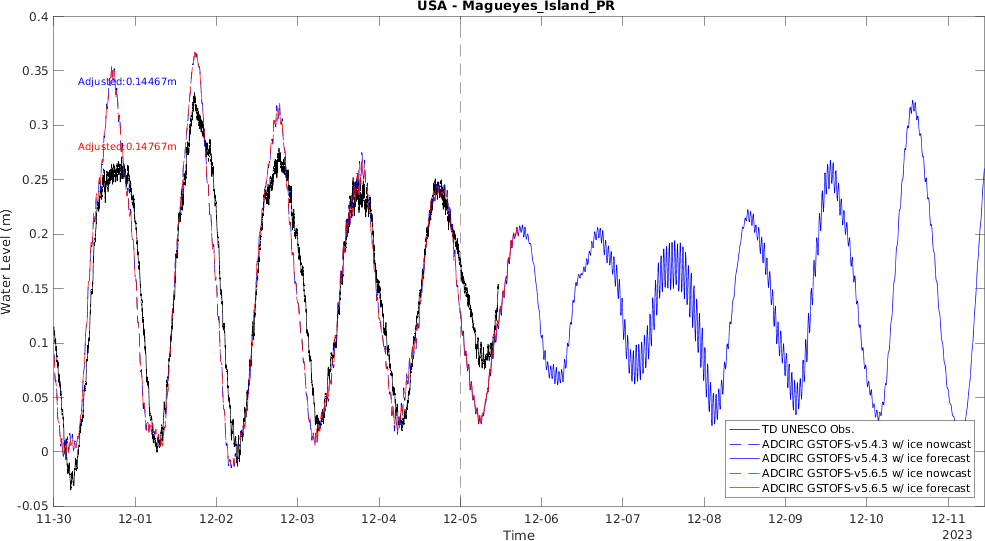 USA - Magueyes_Island_PR
0.4
0.35
0.3
0.25
0.2
0.15
0.1
0.05
0
-0.05
Water Level (m)
Adjusted:0.14467m
Adjusted:0.14767m
TD UNESCO Obs.
ADCIRC GSTOFS-v5.4.3 w/ ice nowcast
ADCIRC GSTOFS-v5.4.3 w/ ice forecast
ADCIRC GSTOFS-v5.6.5 w/ ice nowcast
ADCIRC GSTOFS-v5.6.5 w/ ice forecast
11-30 12-01 12-02 12-03 12-04 12-05 12-06 12-07 12-08 12-09 12-10 12-11
Time
2023